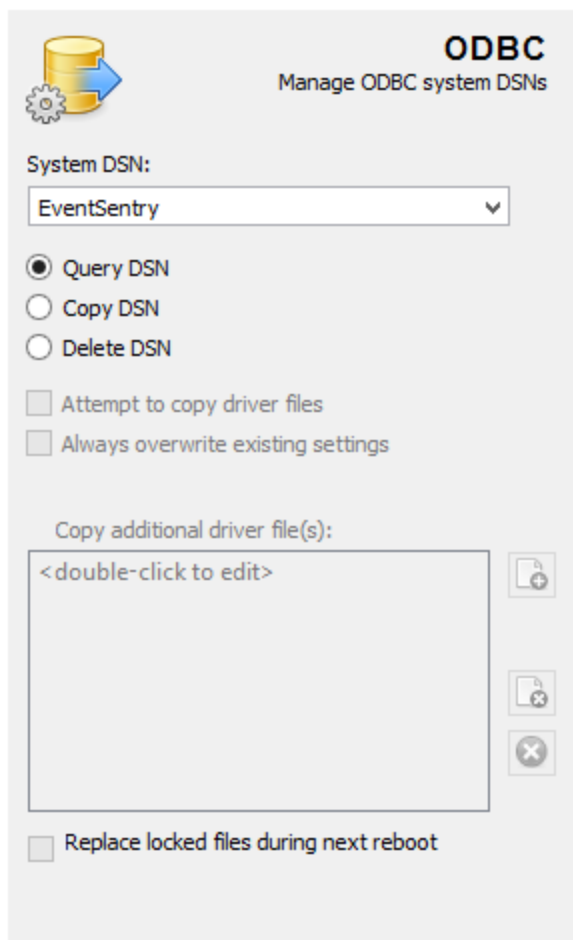 ODBC
Manage ODBC system DSNs
System DSN:
EventSentry
Query DSN
Copy DSN
Delete DSN
Attempt to copy driver files
Always overwrite existing settings
Copy additional driver file(s):
<double-click to edit>
Replace locked files during next reboot